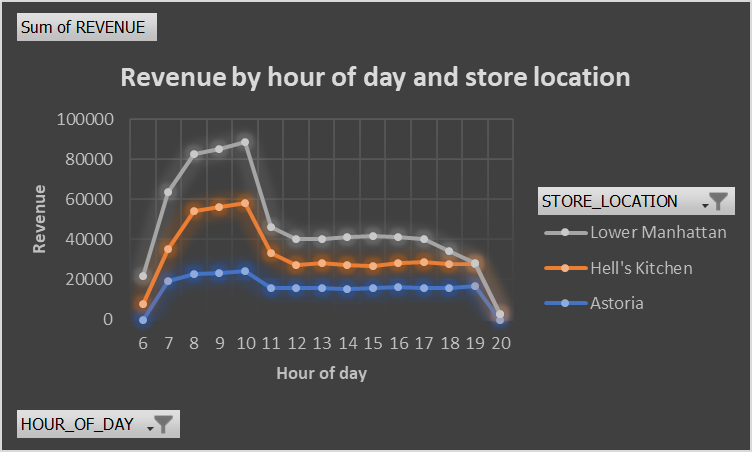 Sum of REVENUE
Revenue by hour of day and store location
100000
80000
60000
40000
20000
0
Revenue
6 7 8 9 10 11 12 13 14 15 16 17 18 19 20
Hour of day
STORE_LOCATION
Lower Manhattan
Hell's Kitchen
Astoria
HOUR_OF_DAY